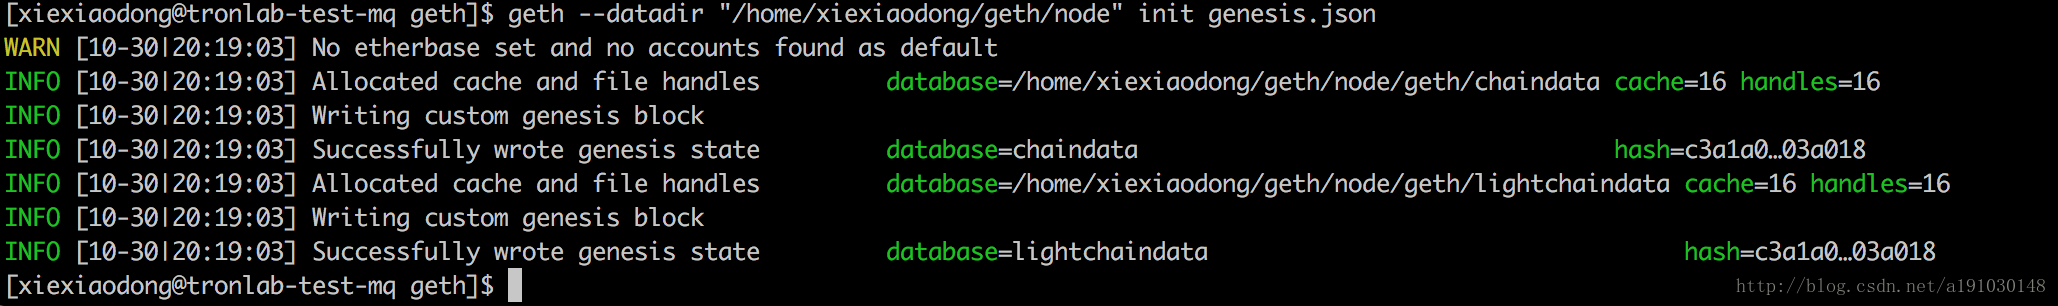 [xiexiaodong@tronlab-test-mq geth]$ geth --datadir "/home/xiexiaodong/geth/node" init genesis.json
WARN [10-30|20:19:03] No etherbase set and no accounts found as default
INFO [10-30|20:19:03] Allocated cache and file handles database=/home/xiexiaodong/geth/node/geth/chaindata cache=16 handles=16
INFO [10-30|20:19:03] Writing custom genesis block
INFO [10-30|20:19:03] Successfully wrote genesis state database=chaindata hash=c3a1a0…03a018
INFO [10-30|20:19:03] Allocated cache and file handles database=/home/xiexiaodong/geth/node/geth/lightchaindata cache=16 handles=16
INFO [10-30|20:19:03] Writing custom genesis block
INFO [10-30|20:19:03] Successfully wrote genesis state database=lightchaindata hash=c3a1a0…03a018
[xiexiaodong@tronlab-test-mq geth]$
http://blog.csdn.net/a191030148